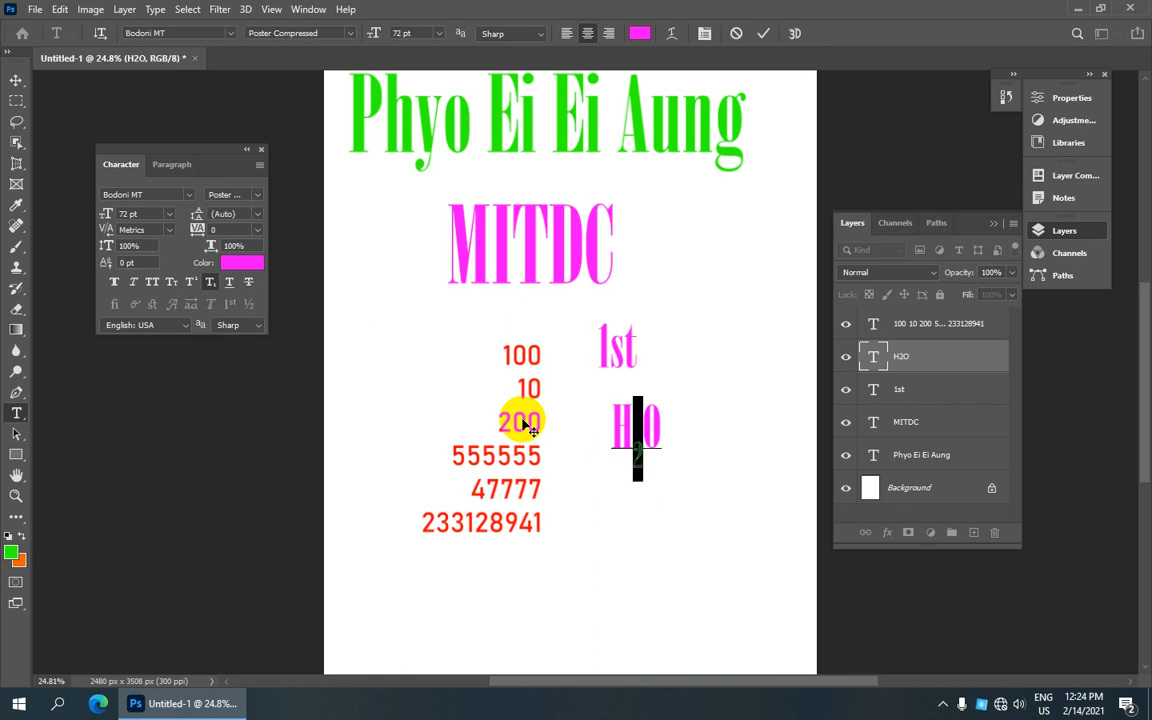 File Edit Image Layer Type Select Filter 3D View Window Help
Bodoni MT Poster Compressed 72 pt Sharp 3D
Untitled-1 @ 24.8% (H2O, RGB/8) *
Phyo Ei Ei Aung
MITDC
1st
H2O
100
10
200
555555
47777
233128941
Character Paragraph
Bodoni MT Poster ...
72 pt (Auto)
Metrics 0
100% 100%
0 pt Color:
English: USA Sharp
Properties
Adjustme...
Libraries
Layer Com...
Notes
Layers
Channels
Paths
Layers Channels Paths
Kind
Normal Opacity: 100%
Lock: Fill: 100%
100 10 200 5... 233128941
H2O
1st
MITDC
Phyo Ei Ei Aung
Background
24.81% 2480 px x 3508 px (300 ppi)
Untitled-1 @ 24.8%...
ENG
US
12:24 PM
2/14/2021
2